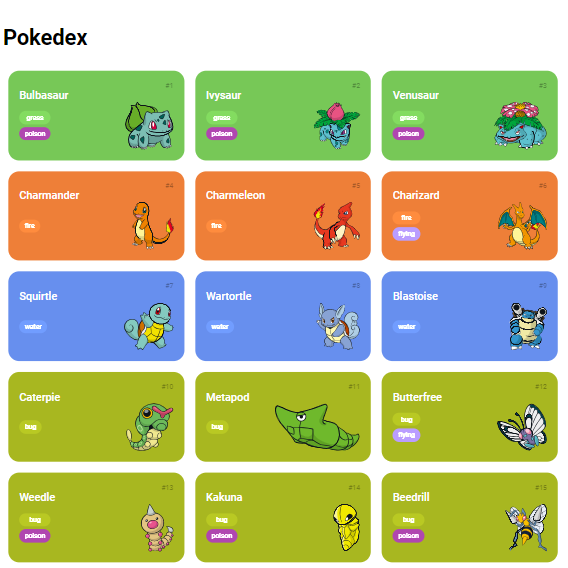 Pokedex
#1
Bulbasaur
grass
poison
#2
Ivysaur
grass
poison
#3
Venusaur
grass
poison
#4
Charmander
fire
#5
Charmeleon
fire
#6
Charizard
fire
flying
#7
Squirtle
water
#8
Wartortle
water
#9
Blastoise
water
#10
Caterpie
bug
#11
Metapod
bug
#12
Butterfree
bug
flying
#13
Weedle
bug
poison
#14
Kakuna
bug
poison
#15
Beedrill
bug
poison